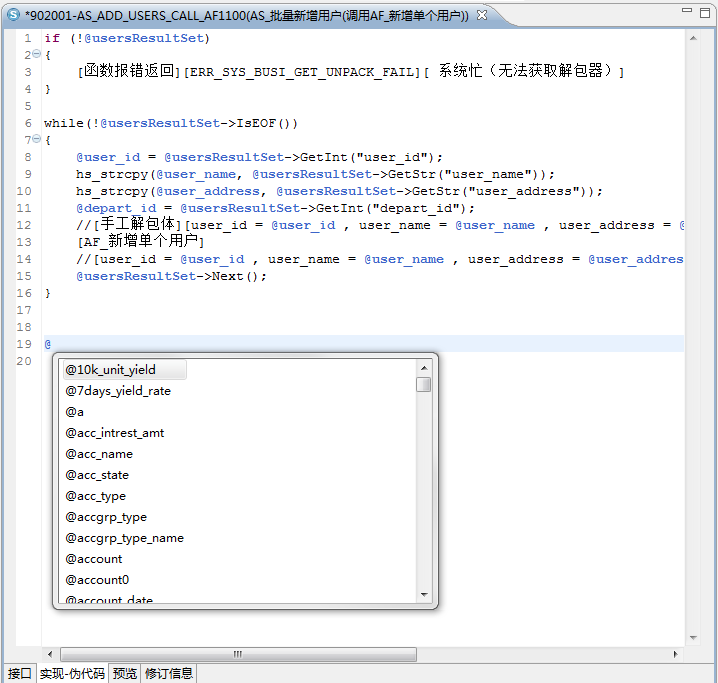 *902001-AS_ADD_USERS_CALL_AF1100(AS_批量新增用户(调用AF_新增单个用户))
1 if (!@usersResultSet)
2 {
3 [函数报错返回][ERR_SYS_BUSI_GET_UNPACK_FAIL][ 系统忙（无法获取解包器）]
4 }
5
6 while(!@usersResultSet->IsEOF())
7 {
8 @user_id = @usersResultSet->GetInt("user_id");
9 hs_strcpy(@user_name, @usersResultSet->GetStr("user_name"));
10 hs_strcpy(@user_address, @usersResultSet->GetStr("user_address"));
11 @depart_id = @usersResultSet->GetInt("depart_id");
12 //[手工解包体][user_id = @user_id , user_name = @user_name , user_address = @
13 [AF_新增单个用户]
14 //[user_id = @user_id , user_name = @user_name , user_address = @user_addres
15 @usersResultSet->Next();
16 }
17
18
19 @
20
@10k_unit_yield
@7days_yield_rate
@a
@acc_intrest_amt
@acc_name
@acc_state
@acc_type
@accgrp_type
@accgrp_type_name
@account
@account0
@account_date
接口 实现-伪代码 预览 修订信息